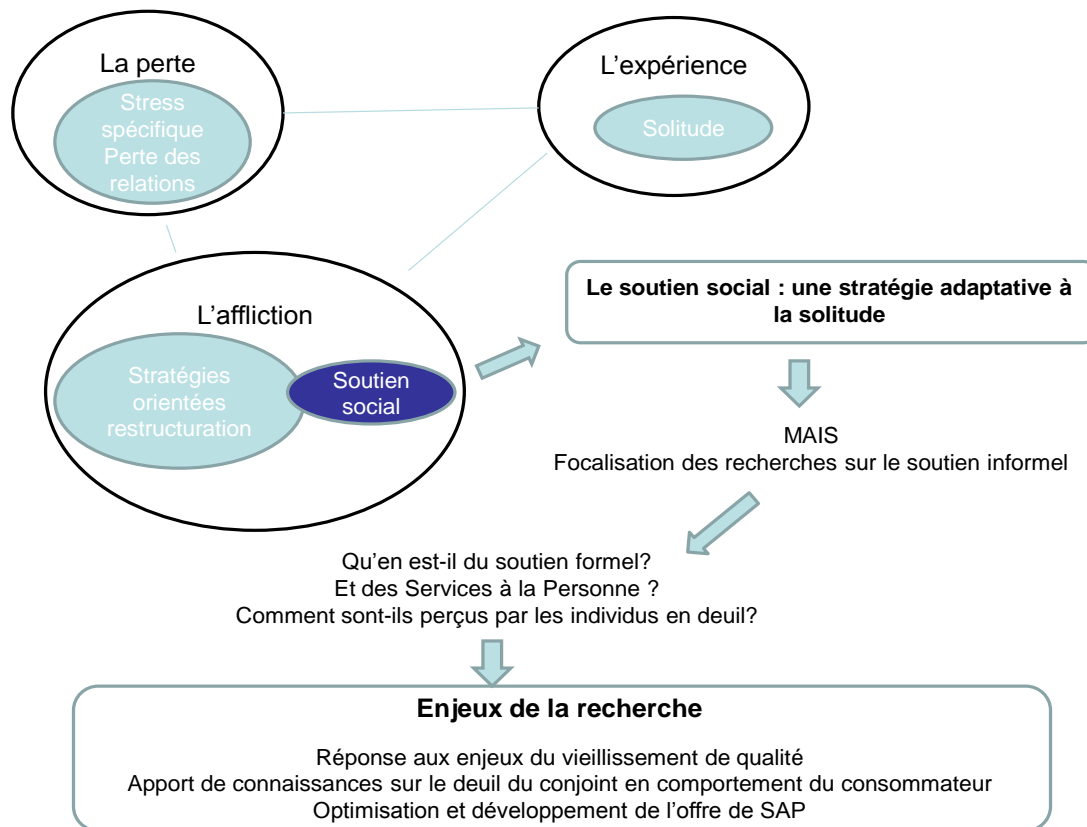 La perte
Stress
spécifique
Perte des
relations
L'expérience
Solitude
L'affliction
Stratégies
orientées
restructuration
Soutien
social
Le soutien social : une stratégie adaptative à
la solitude
MAIS
Focalisation des recherches sur le soutien informel
Qu'en est-il du soutien formel?
Et des Services à la Personne ?
Comment sont-ils perçus par les individus en deuil?
Enjeux de la recherche
Réponse aux enjeux du vieillissement de qualité
Apport de connaissances sur le deuil du conjoint en comportement du consommateur
Optimisation et développement de l'offre de SAP